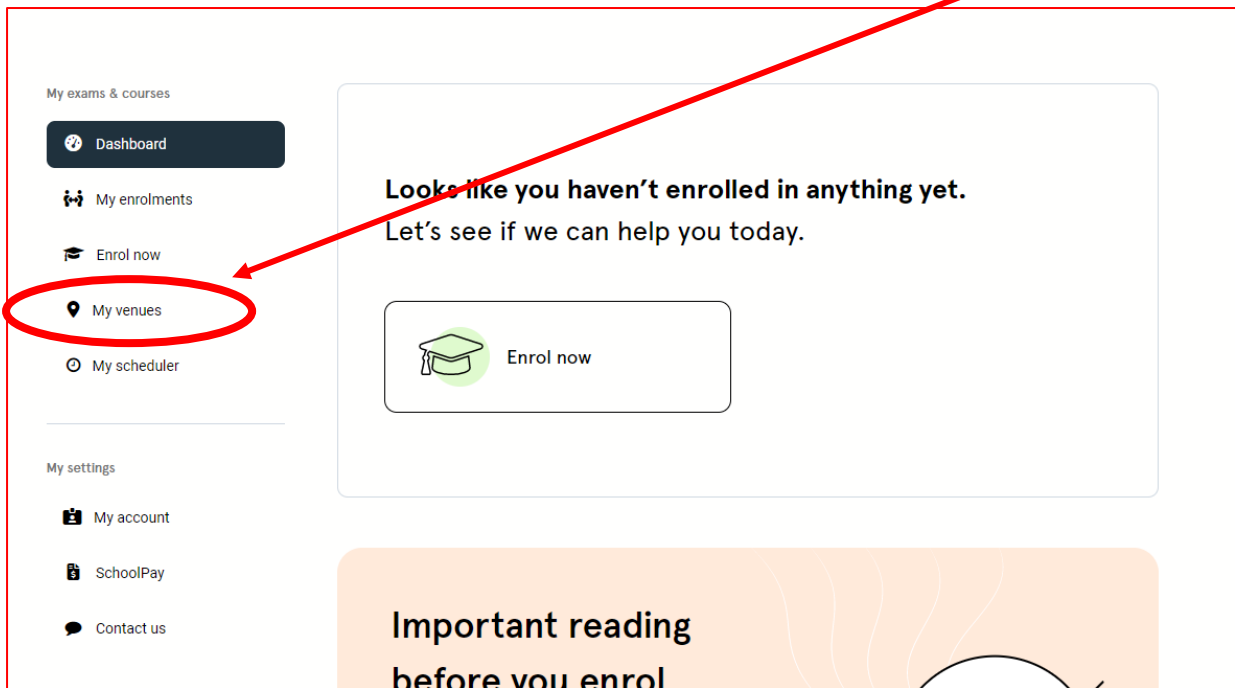 My exams & courses
Dashboard
My enrolments
Enrol now
My venues
My scheduler
My settings
My account
SchoolPay
Contact us
Looks like you haven't enrolled in anything yet.
Let's see if we can help you today.
Enrol now
Important reading
before you enrol